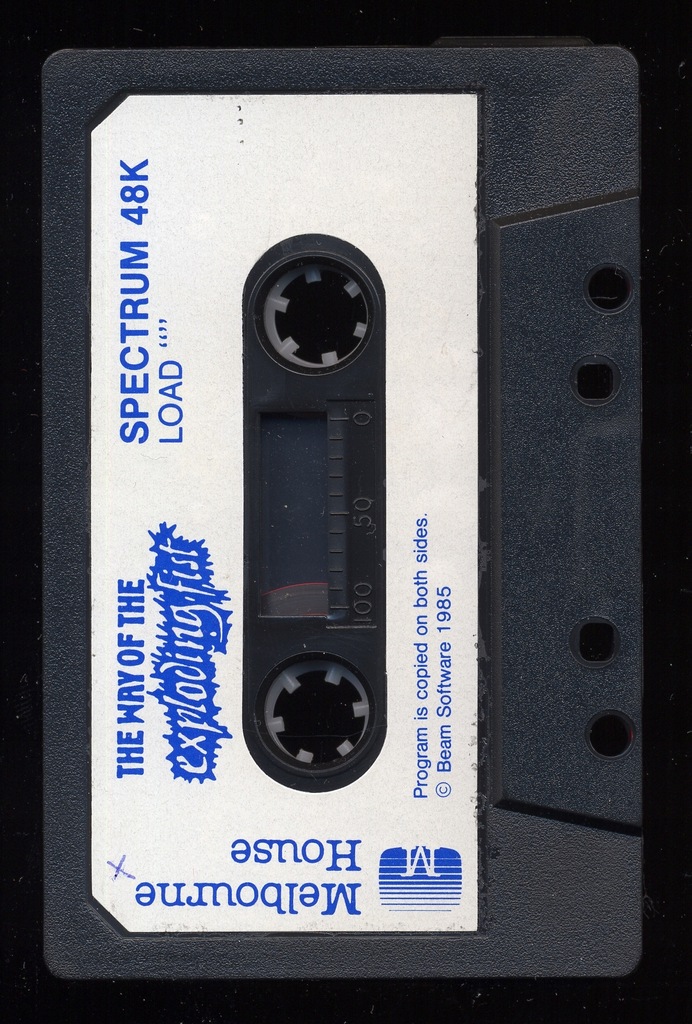 THE WAY OF THE
exploding fist
SPECTRUM 48K
LOAD “”
0
50
100
Program is copied on both sides.
© Beam Software 1985
Melbourne
House
M
x